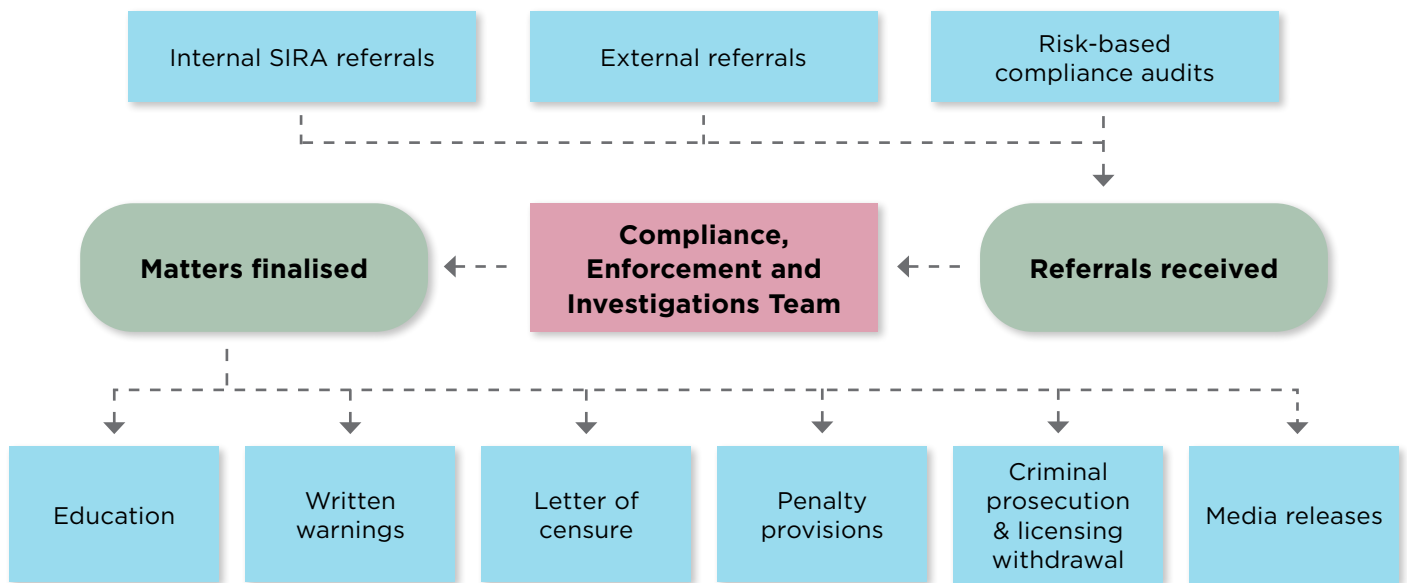 Internal SIRA referrals
External referrals
Risk-based
compliance audits
Matters finalised
Compliance,
Enforcement and
Investigations Team
Referrals received
Education
Written
warnings
Letter of
censure
Penalty
provisions
Criminal
prosecution
& licensing
withdrawal
Media releases